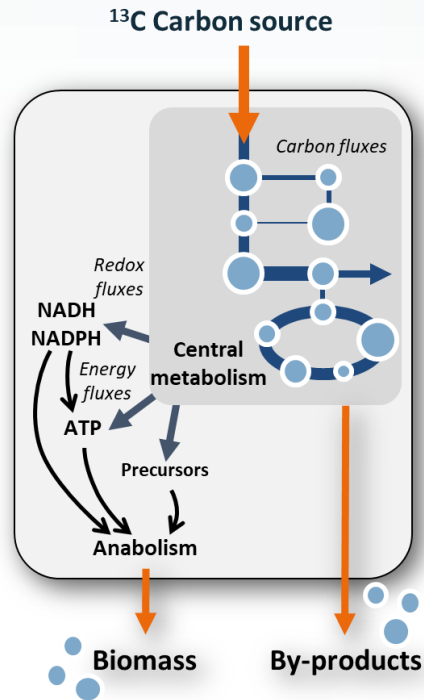 ¹³C Carbon source
Carbon fluxes
Redox
fluxes
NADH
NADPH
Central
metabolism
Energy
fluxes
ATP
Precursors
Anabolism
Biomass
By-products